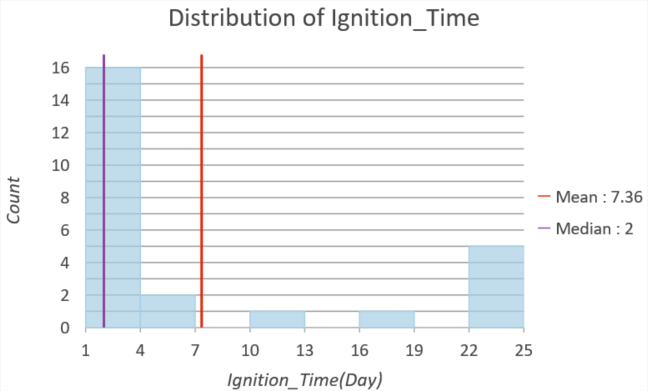 Distribution of Ignition_Time
Count
16
14
12
10
8
6
4
2
0
1 4 7 10 13 16 19 22 25
Ignition_Time(Day)
Mean : 7.36
Median : 2